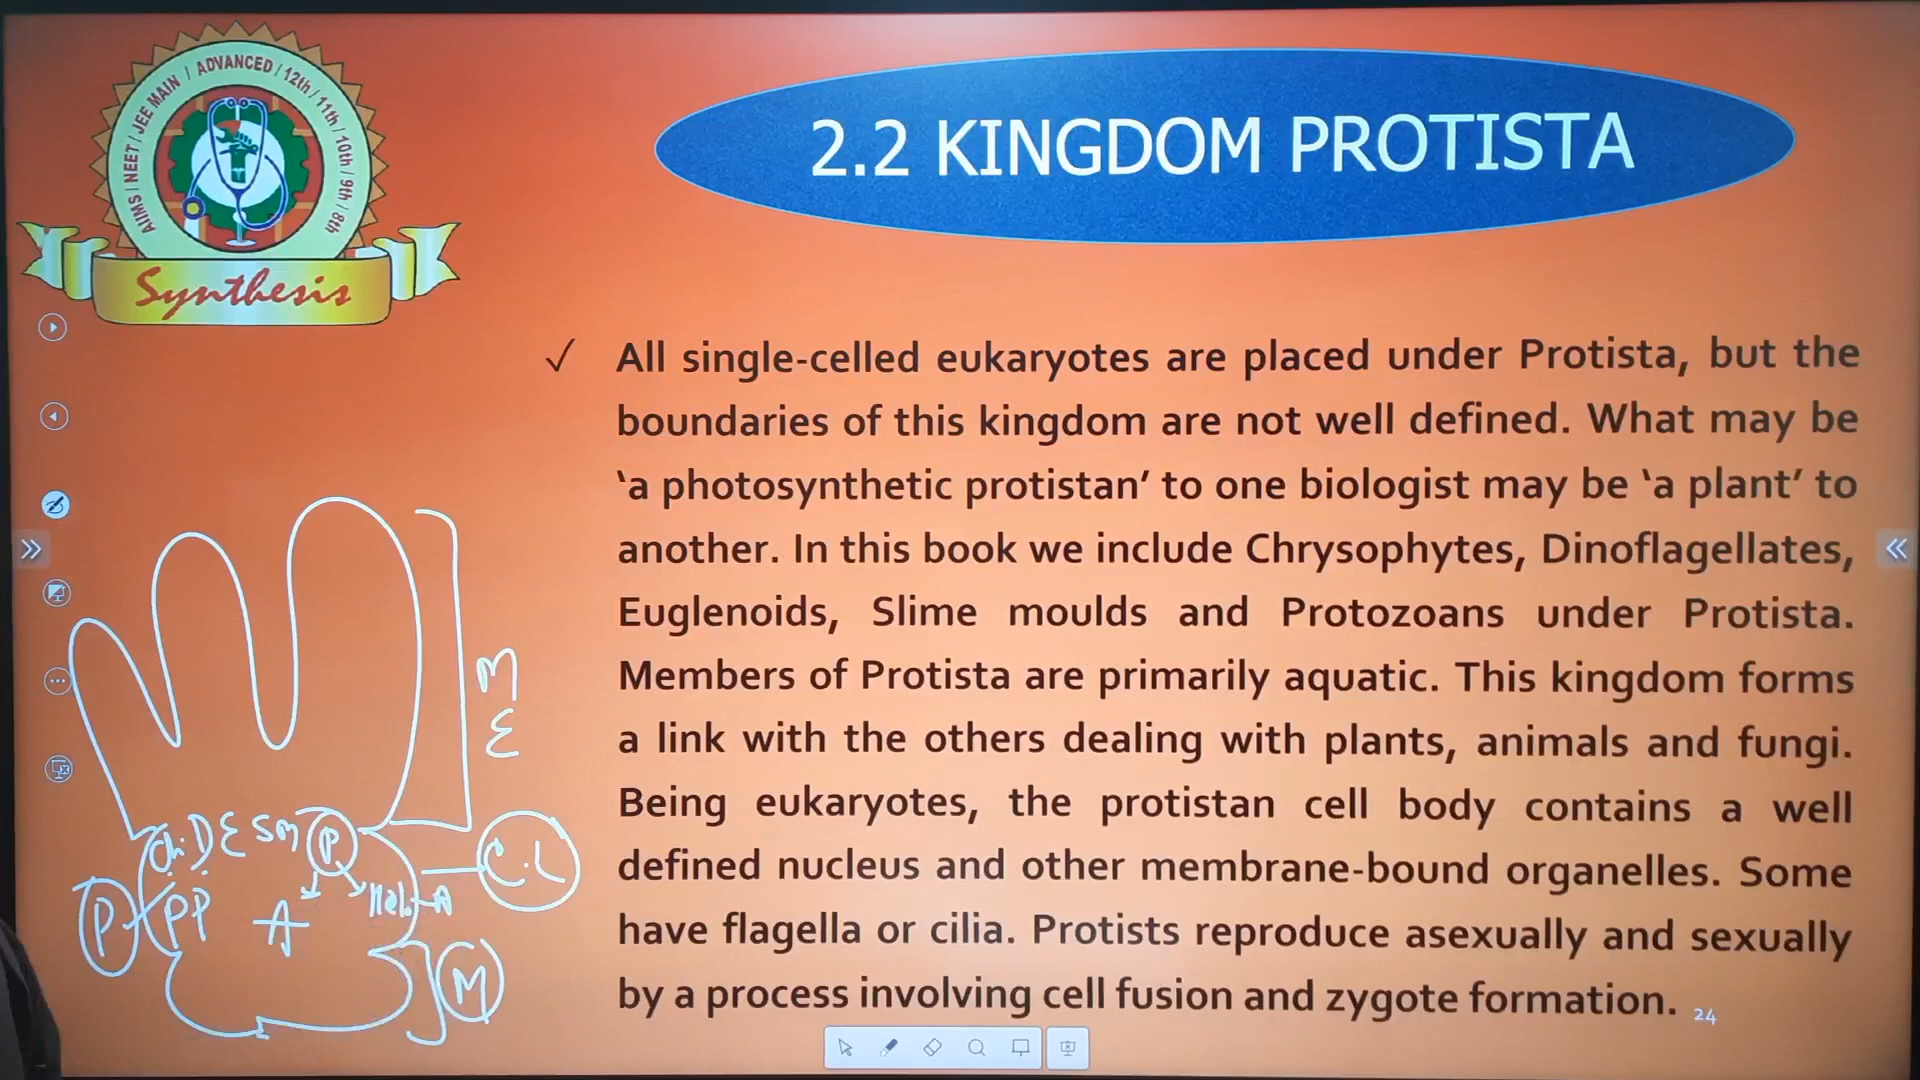 AIIMS | NEET | JEE MAIN / ADVANCED / 12th / 11th / 10th / 9th / 8th
Synthesis
2.2 KINGDOM PROTISTA
✓ All single-celled eukaryotes are placed under Protista, but the
boundaries of this kingdom are not well defined. What may be
‘a photosynthetic protistan’ to one biologist may be ‘a plant’ to
another. In this book we include Chrysophytes, Dinoflagellates,
Euglenoids, Slime moulds and Protozoans under Protista.
Members of Protista are primarily aquatic. This kingdom forms
a link with the others dealing with plants, animals and fungi.
Being eukaryotes, the protistan cell body contains a well
defined nucleus and other membrane-bound organelles. Some
have flagella or cilia. Protists reproduce asexually and sexually
by a process involving cell fusion and zygote formation.
24
M
E
D E SM P
C.L
P PP A
M